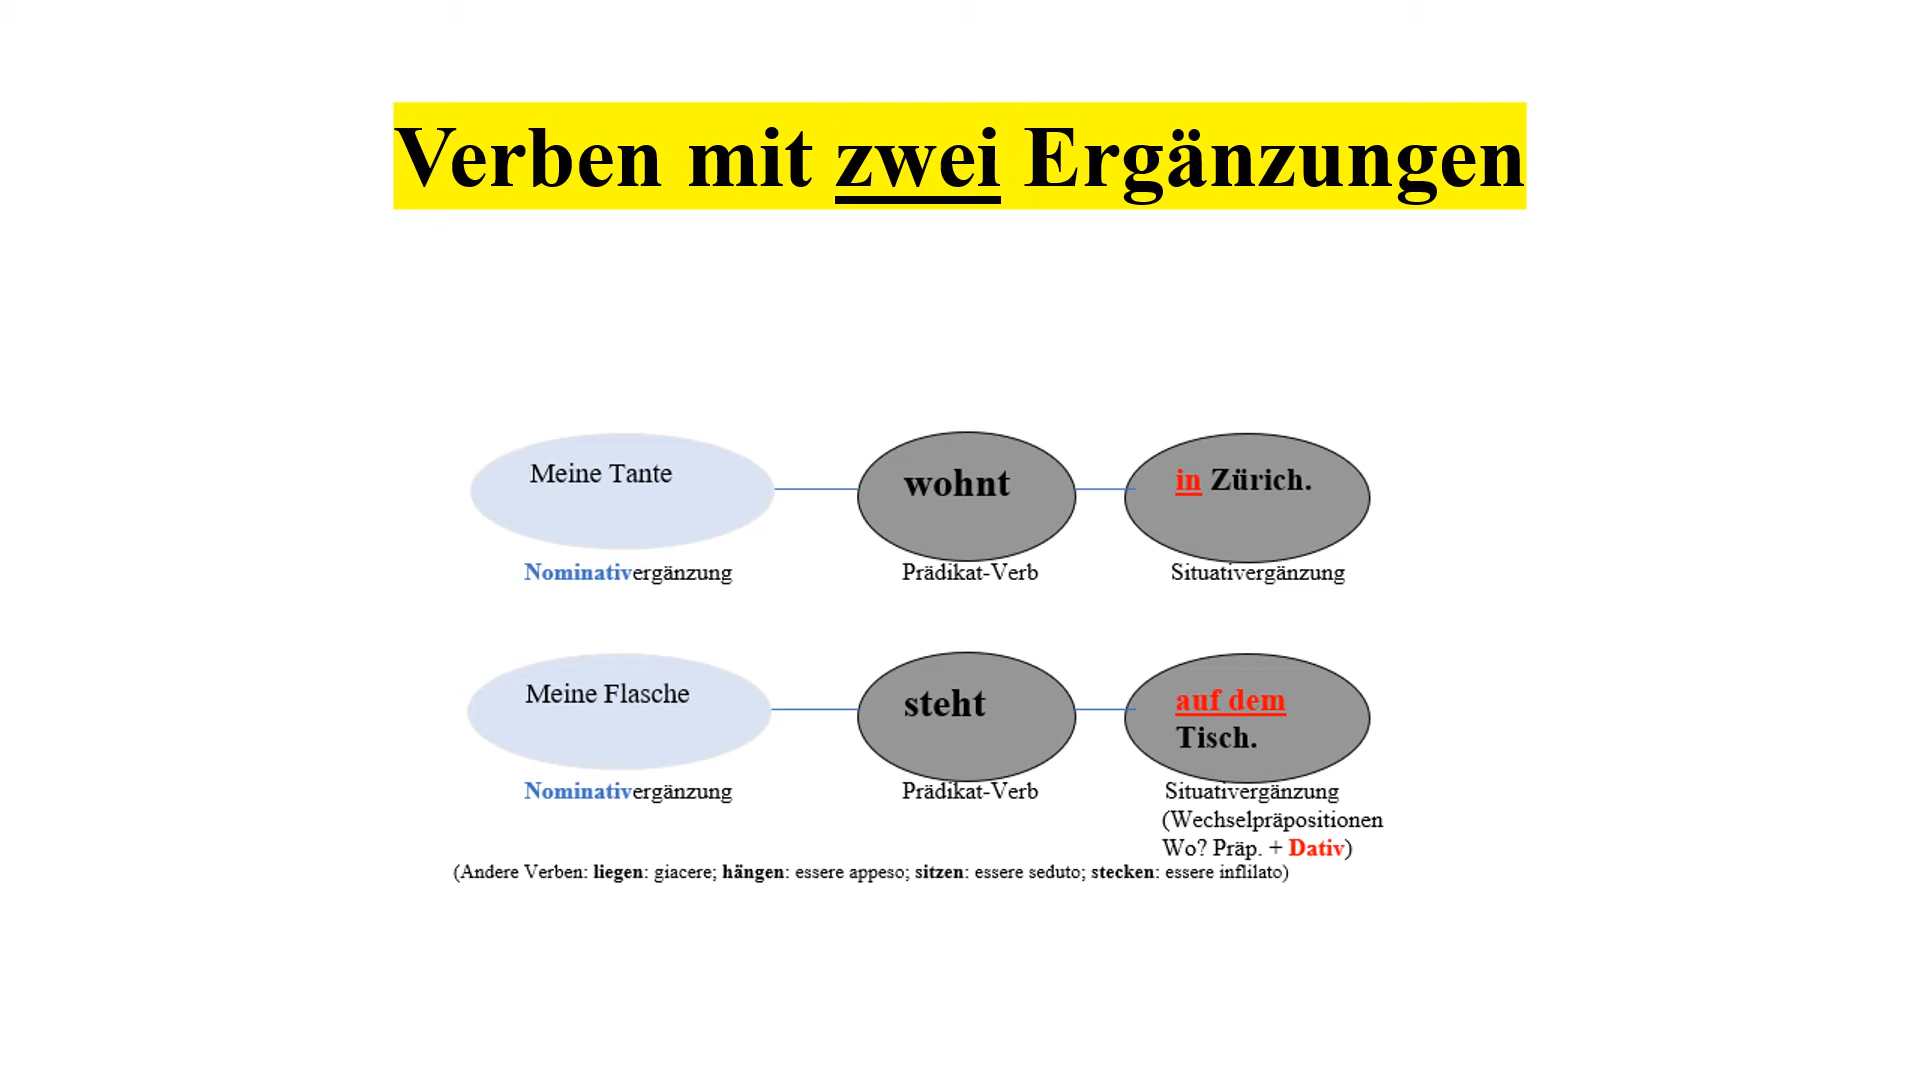 Verben mit zwei Ergänzungen
Meine Tante wohnt in Zürich.
Nominativergänzung Prädikat-Verb Situativergänzung
Meine Flasche steht auf dem
Tisch.
Nominativergänzung Prädikat-Verb Situativergänzung
(Wechselpräpositionen
Wo? Präp. + Dativ)
(Andere Verben: liegen: giacere; hängen: essere appeso; sitzen: essere seduto; stecken: essere inflilato)